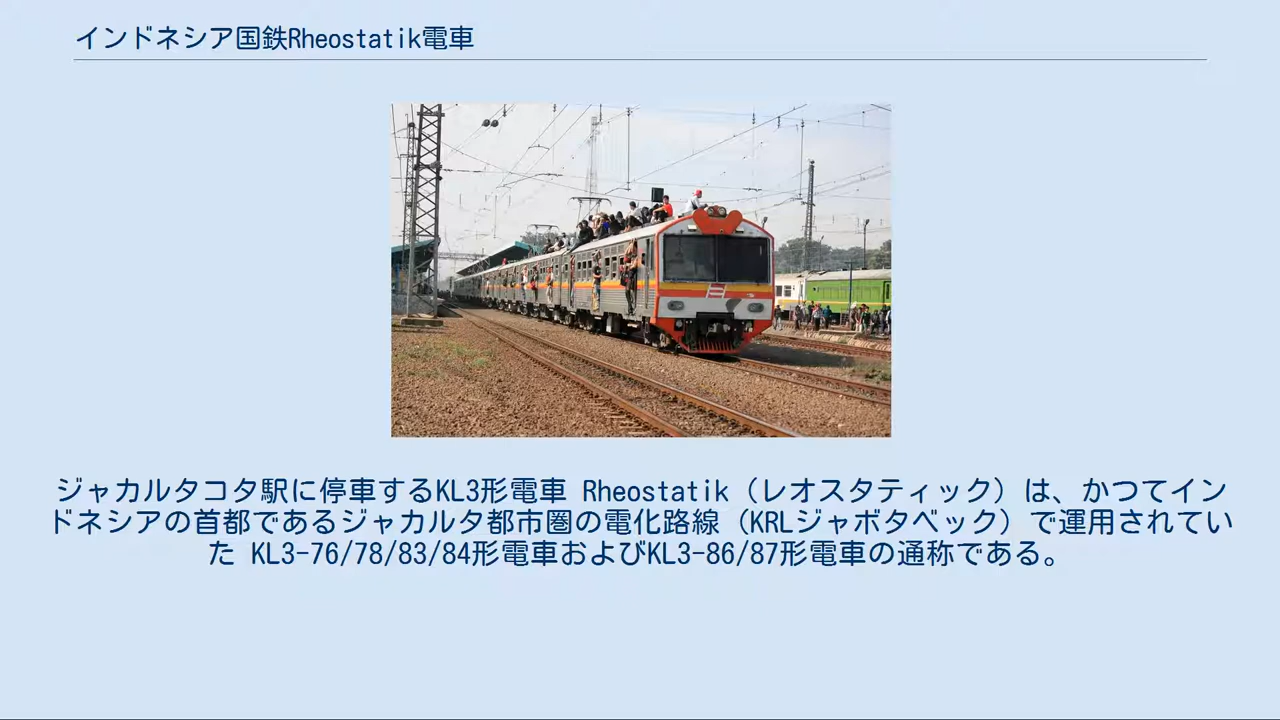 インドネシア国鉄Rheostatik電車
ジャカルタコタ駅に停車するKL3形電車 Rheostatik（レオスタティック）は、かつてイン
ドネシアの首都であるジャカルタ都市圏の電化路線（KRLジャボタベック）で運用されてい
た KL3-76/78/83/84形電車およびKL3-86/87形電車の通称である。